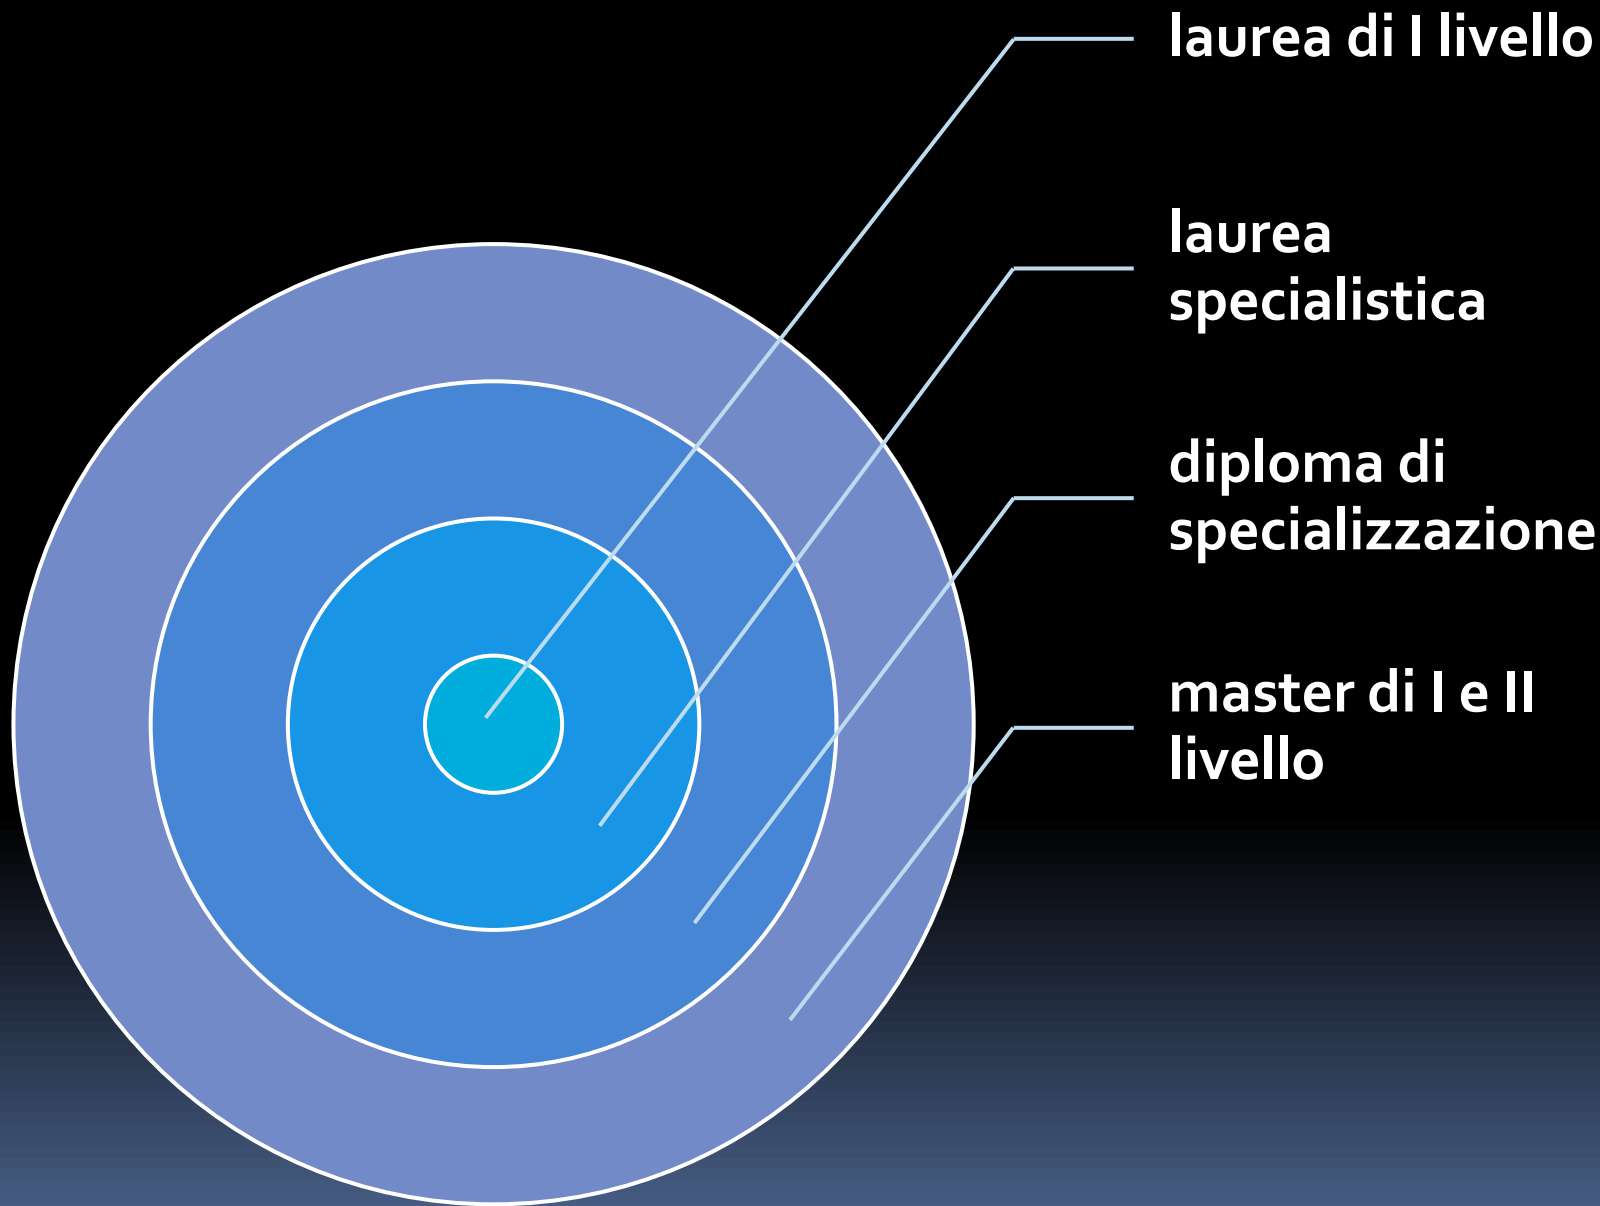 laurea di I livello
laurea
specialistica
diploma di
specializzazione
master di I e II
livello